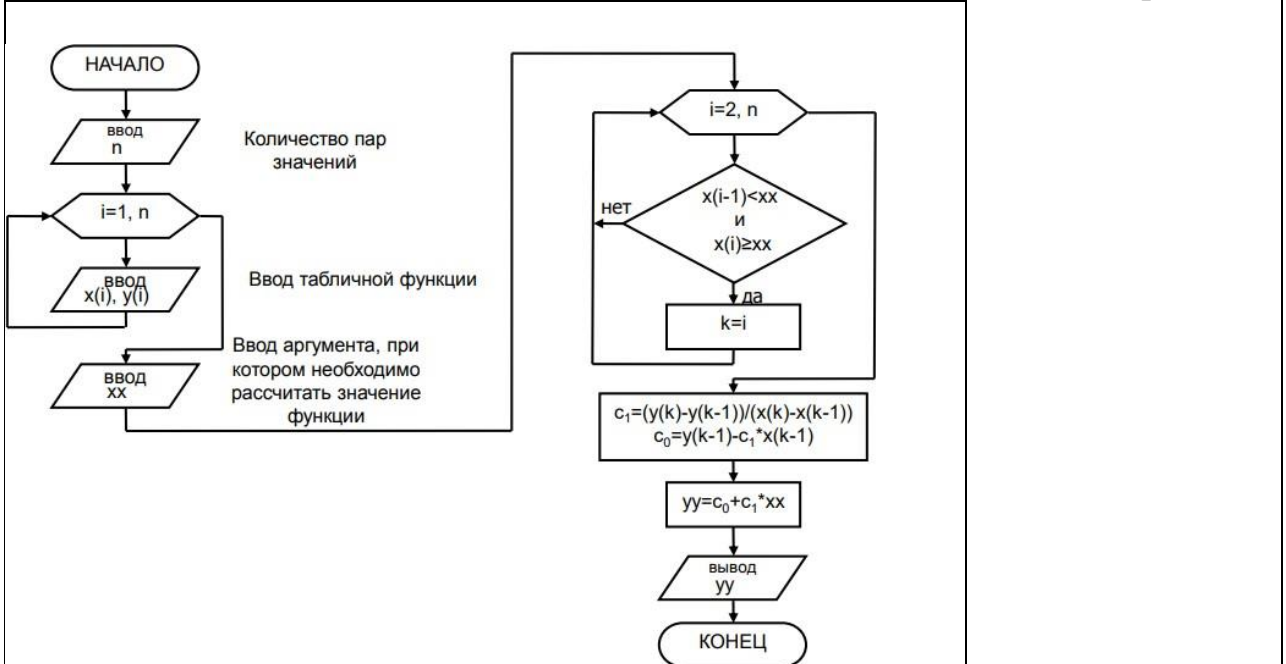 НАЧАЛО
ввод
n
Количество пар
значений
i=1, n
ввод
x(i), y(i)
Ввод табличной функции
ввод
xx
Ввод аргумента, при
котором необходимо
рассчитать значение
функции
i=2, n
x(i-1)<xx
и
x(i)≥xx
нет
да
k=i
c₁=(y(k)-y(k-1))/(x(k)-x(k-1))
c₀=y(k-1)-c₁*x(k-1)
yy=c₀+c₁*xx
вывод
yy
КОНЕЦ